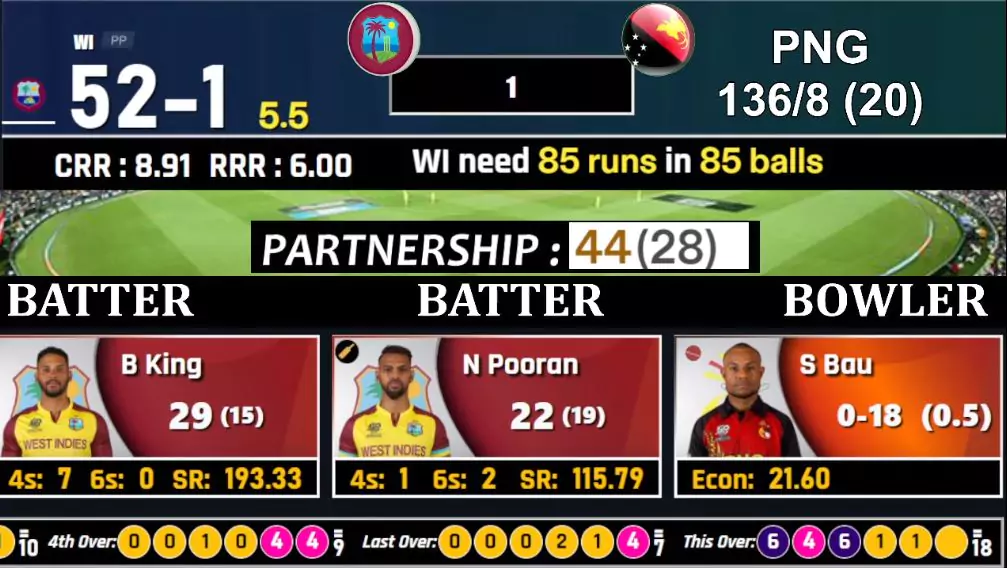 WI PP
52-1 5.5
1
PNG
136/8 (20)
CRR : 8.91 RRR : 6.00
WI need 85 runs in 85 balls
PARTNERSHIP : 44(28)
BATTER BATTER BOWLER
B King
29 (15)
WEST INDIES
4s: 7 6s: 0 SR: 193.33
N Pooran
22 (19)
WEST INDIES
4s: 1 6s: 2 SR: 115.79
S Bau
0-18 (0.5)
Econ: 21.60
= 10 4th Over: 0 0 1 0 4 4 = 9 Last Over: 0 0 0 2 1 4 = 7 This Over: 6 4 6 1 1 = 18